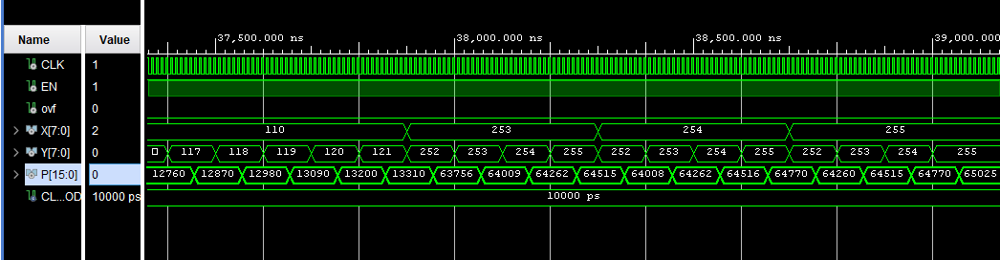 Name Value
37,500.000 ns 38,000.000 ns 38,500.000 ns 39,000.000
CLK 1
EN 1
ovf 0
X[7:0] 2 110 253 254 255
Y[7:0] 0 117 118 119 120 121 252 253 254 255 252 253 254 255 252 253 254 255
P[15:0] 0 12760 12870 12980 13090 13200 13310 63756 64009 64262 64515 64008 64262 64516 64770 64260 64515 64770 65025
CL...OD 10000 ps 10000 ps